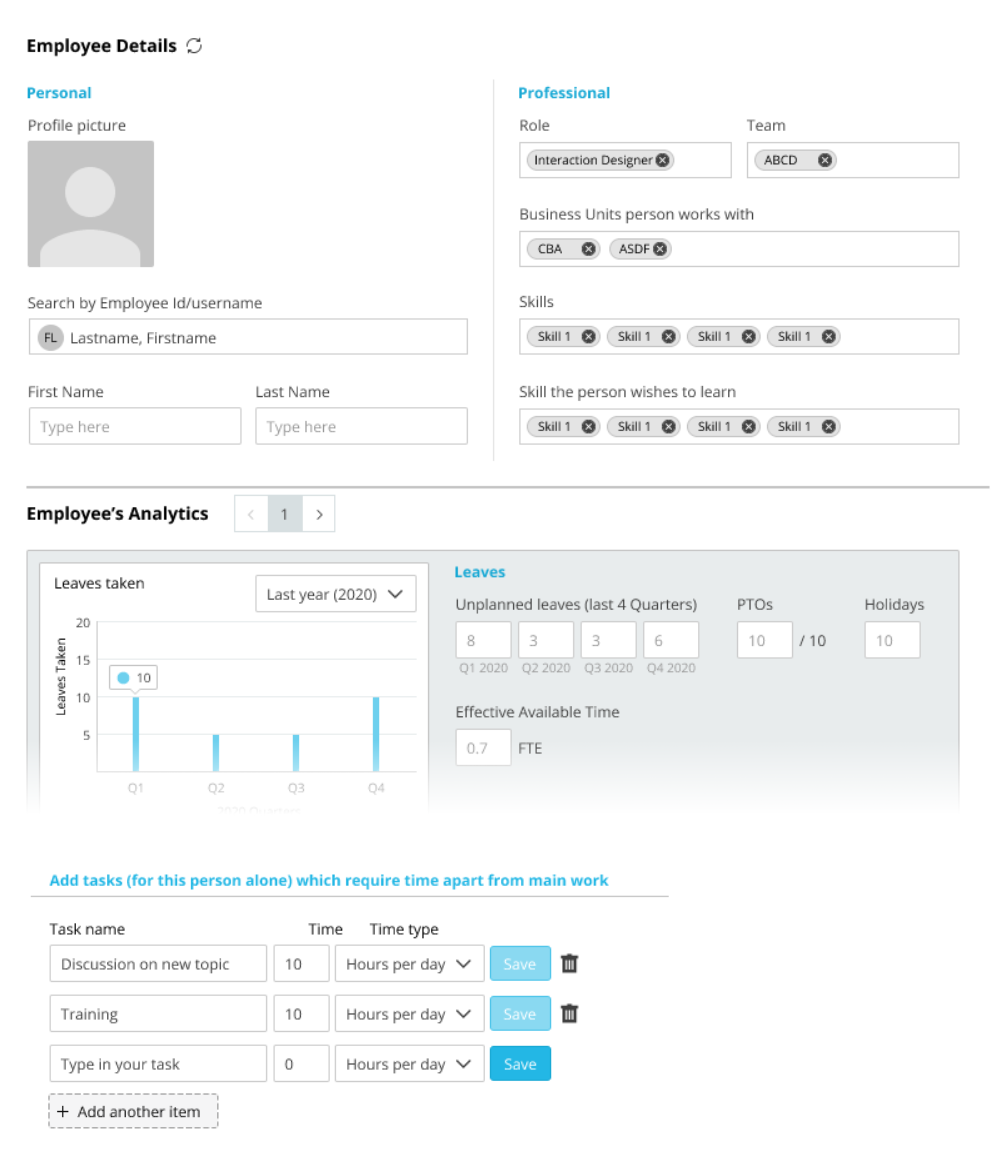 Employee Details
Personal
Profile picture
Search by Employee Id/username
FL Lastname, Firstname
First Name Last Name
Type here Type here
Professional
Role Team
Interaction Designer ABCD
Business Units person works with
CBA ASDF
Skills
Skill 1 Skill 1 Skill 1 Skill 1
Skill the person wishes to learn
Skill 1 Skill 1 Skill 1 Skill 1
Employee's Analytics < 1 >
Leaves taken Last year (2020)
Leaves Taken
20
15
10
5
10
Q1 Q2 Q3 Q4
2020 Quarters
Leaves
Unplanned leaves (last 4 Quarters) PTOs Holidays
8 3 3 6 10 / 10 10
Q1 2020 Q2 2020 Q3 2020 Q4 2020
Effective Available Time
0.7 FTE
Add tasks (for this person alone) which require time apart from main work
Task name Time Time type
Discussion on new topic 10 Hours per day Save
Training 10 Hours per day Save
Type in your task 0 Hours per day Save
+ Add another item